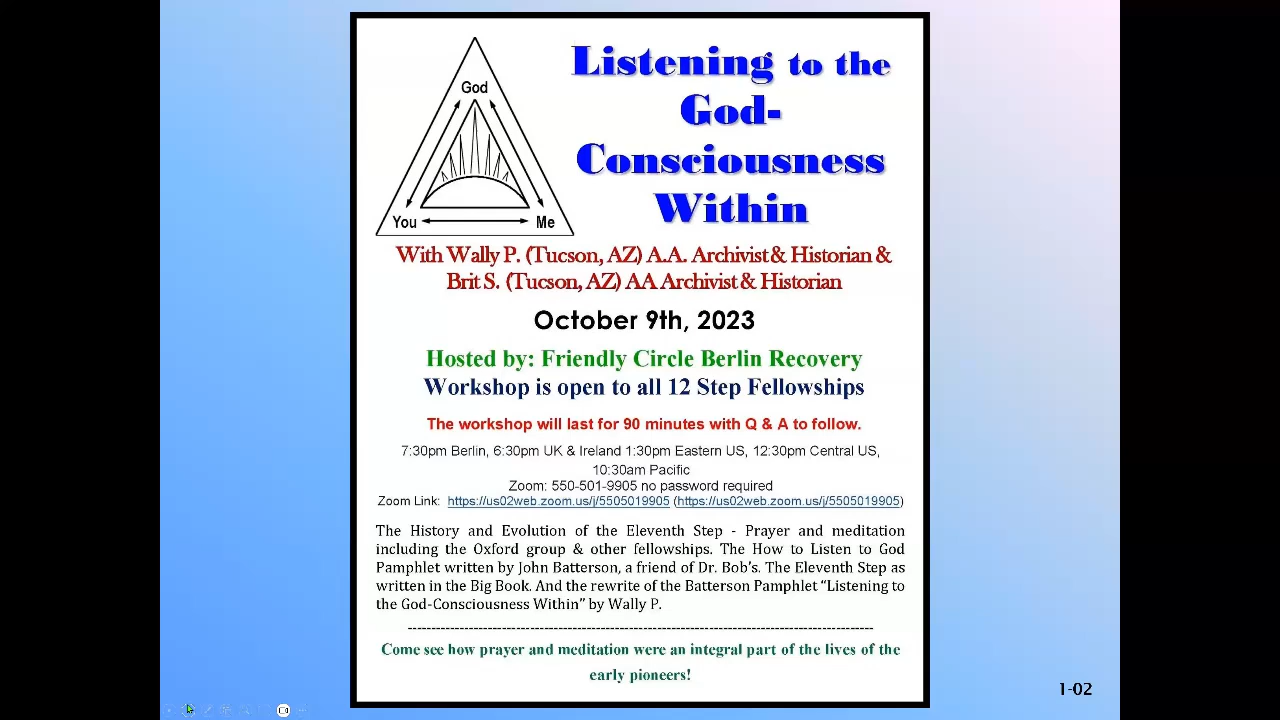 God
You
Me
Listening to the
God-
Consciousness
Within
With Wally P. (Tucson, AZ) A.A. Archivist & Historian &
Brit S. (Tucson, AZ) AA Archivist & Historian
October 9th, 2023
Hosted by: Friendly Circle Berlin Recovery
Workshop is open to all 12 Step Fellowships
The workshop will last for 90 minutes with Q & A to follow.
7:30pm Berlin, 6:30pm UK & Ireland 1:30pm Eastern US, 12:30pm Central US,
10:30am Pacific
Zoom: 550-501-9905 no password required
Zoom Link: https://us02web.zoom.us/j/5505019905 (https://us02web.zoom.us/j/5505019905)
The History and Evolution of the Eleventh Step - Prayer and meditation
including the Oxford group & other fellowships. The How to Listen to God
Pamphlet written by John Batterson, a friend of Dr. Bob's. The Eleventh Step as
written in the Big Book. And the rewrite of the Batterson Pamphlet “Listening to
the God-Consciousness Within” by Wally P.
Come see how prayer and meditation were an integral part of the lives of the
early pioneers!
1-02